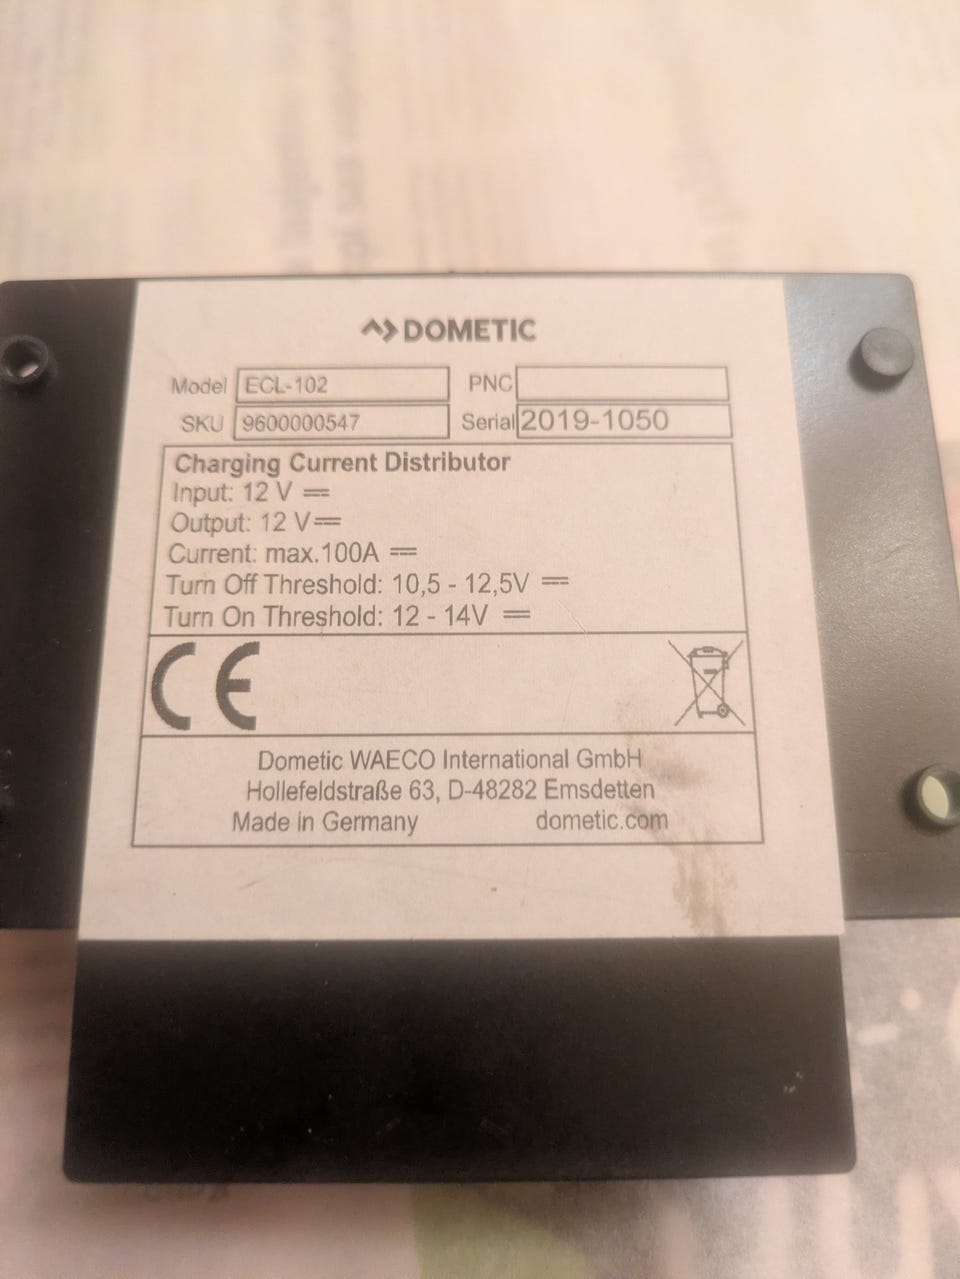 DOMETIC
Model ECL-102 PNC
SKU 9600000547 Serial 2019-1050
Charging Current Distributor
Input: 12 V ⎓
Output: 12 V⎓
Current: max.100A ⎓
Turn Off Threshold: 10,5 - 12,5V ⎓
Turn On Threshold: 12 - 14V ⎓
CE
Dometic WAECO International GmbH
Hollefeldstraße 63, D-48282 Emsdetten
Made in Germany dometic.com